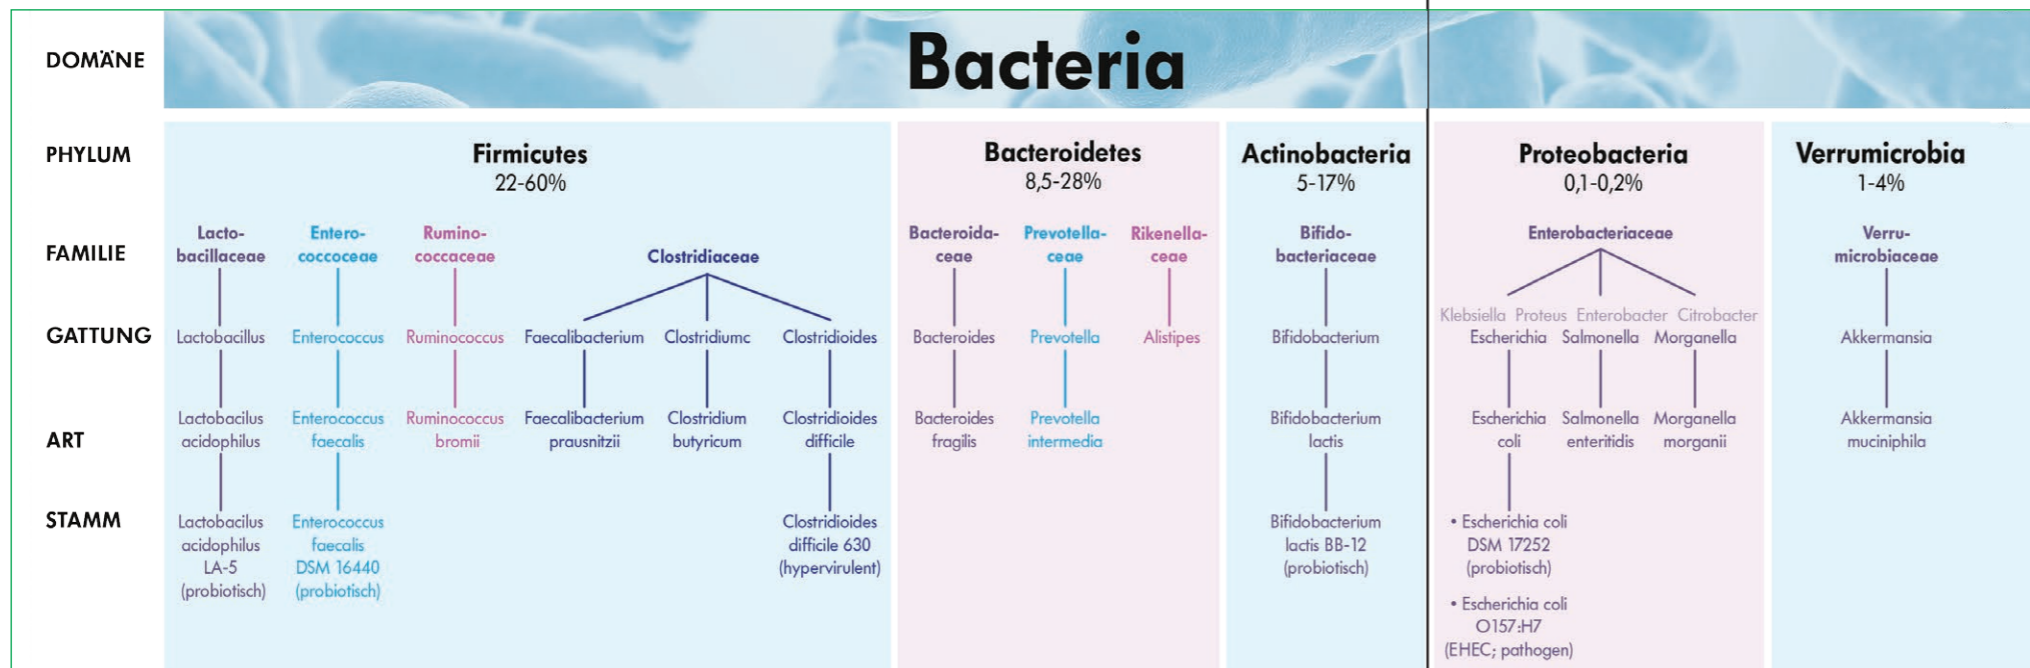 DOMÄNE
Bacteria
PHYLUM
Firmicutes
22-60%
Bacteroidetes
8,5-28%
Actinobacteria
5-17%
Proteobacteria
0,1-0,2%
Verrumicrobia
1-4%
FAMILIE
Lacto-
bacillaceae
Entero-
coccoceae
Rumino-
coccaceae
Clostridiaceae
Bacteroida-
ceae
Prevotella-
ceae
Rikenella-
ceae
Bifido-
bacteriaceae
Enterobacteriaceae
Verru-
microbiaceae
GATTUNG
Lactobacillus
Enterococcus
Ruminococcus
Faecalibacterium
Clostridiumc
Clostridioides
Bacteroides
Prevotella
Alistipes
Bifidobacterium
Klebsiella Proteus Enterobacter Citrobacter
Escherichia Salmonella Morganella
Akkermansia
ART
Lactobacilus
acidophilus
Enterococcus
faecalis
Ruminococcus
bromii
Faecalibacterium
prausnitzii
Clostridium
butyricum
Clostridioides
difficile
Bacteroides
fragilis
Prevotella
intermedia
Bifidobacterium
lactis
Escherichia
coli
Salmonella
enteritidis
Morganella
morganii
Akkermansia
muciniphila
STAMM
Lactobacilus
acidophilus
LA-5
(probiotisch)
Enterococcus
faecalis
DSM 16440
(probiotisch)
Clostridioides
difficile 630
(hypervirulent)
Bifidobacterium
lactis BB-12
(probiotisch)
• Escherichia coli
DSM 17252
(probiotisch)
• Escherichia coli
O157:H7
(EHEC; pathogen)